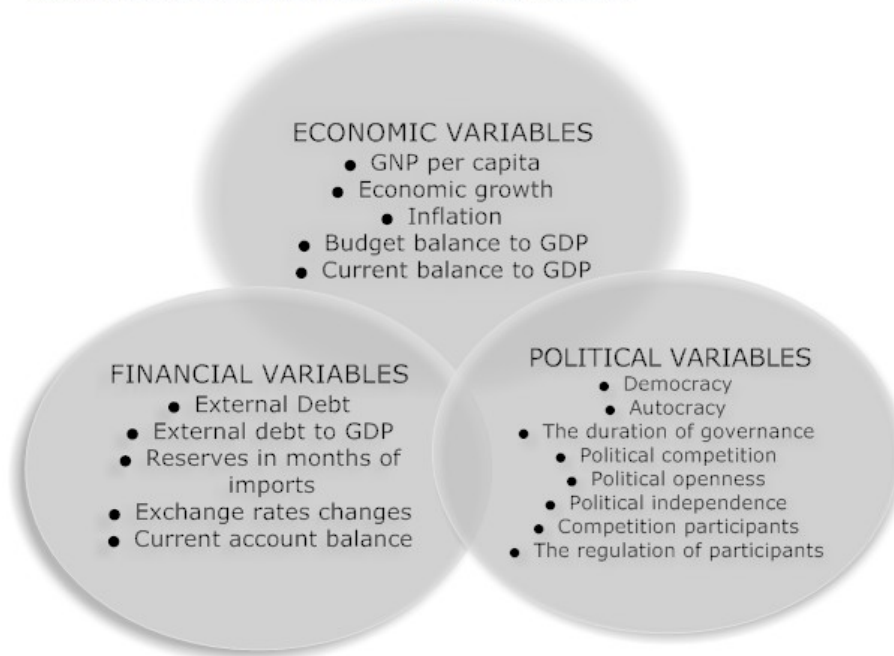 ECONOMIC VARIABLES
● GNP per capita
● Economic growth
● Inflation
● Budget balance to GDP
● Current balance to GDP
FINANCIAL VARIABLES
● External Debt
● External debt to GDP
● Reserves in months of
imports
● Exchange rates changes
● Current account balance
POLITICAL VARIABLES
● Democracy
● Autocracy
● The duration of governance
● Political competition
● Political openness
● Political independence
● Competition participants
● The regulation of participants